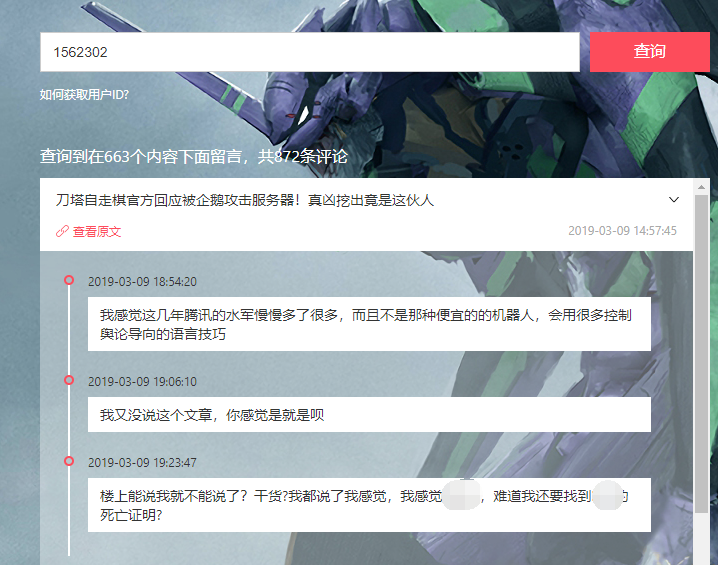 1562302
查询
如何获取用户ID?
查询到在663个内容下面留言，共872条评论
刀塔自走棋官方回应被企鹅攻击服务器！真凶挖出竟是这伙人
查看原文
2019-03-09 14:57:45
2019-03-09 18:54:20
我感觉这几年腾讯的水军慢慢多了很多，而且不是那种便宜的的机器人，会用很多控制
舆论导向的语言技巧
2019-03-09 19:06:10
我又没说这个文章，你感觉是就是呗
2019-03-09 19:23:47
楼上能说我就不能说了？干货?我都说了我感觉，我感觉，难道我还要找到的
死亡证明?